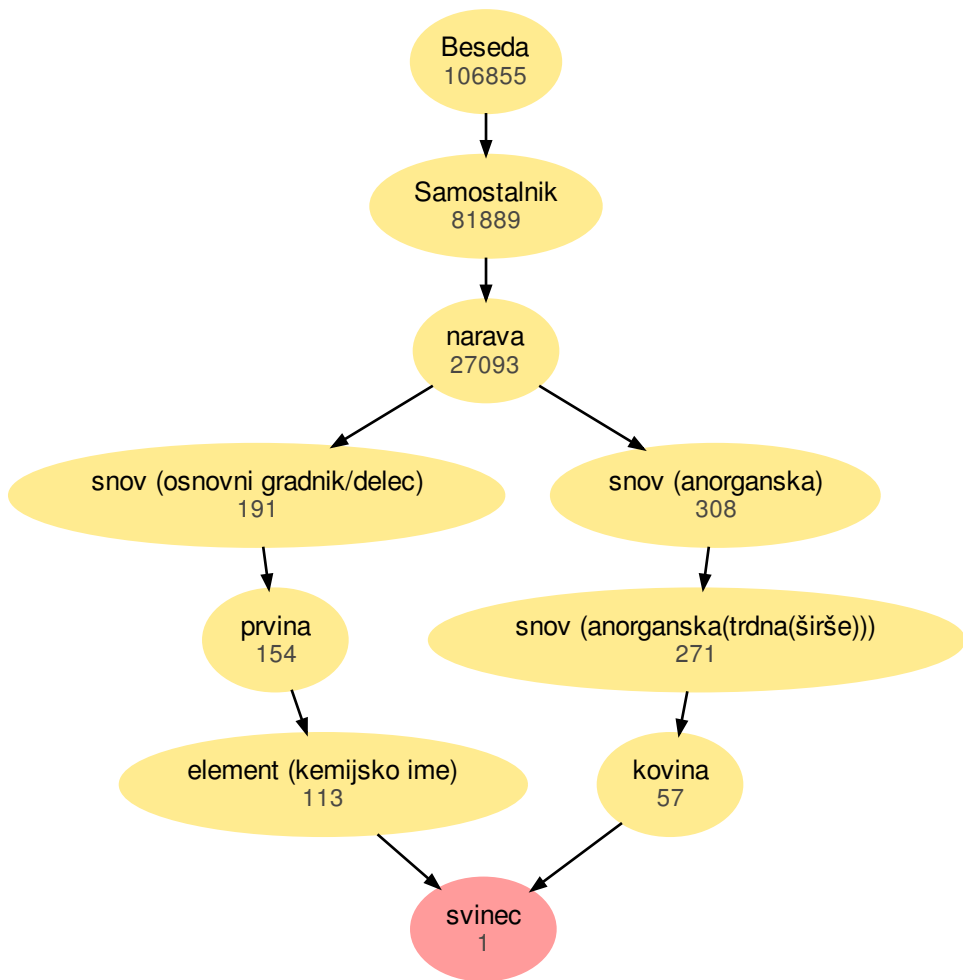 Beseda
106855
Samostalnik
81889
narava
27093
snov (osnovni gradnik/delec)
191
snov (anorganska)
308
prvina
154
snov (anorganska(trdna(širše)))
271
element (kemijsko ime)
113
kovina
57
svinec
1